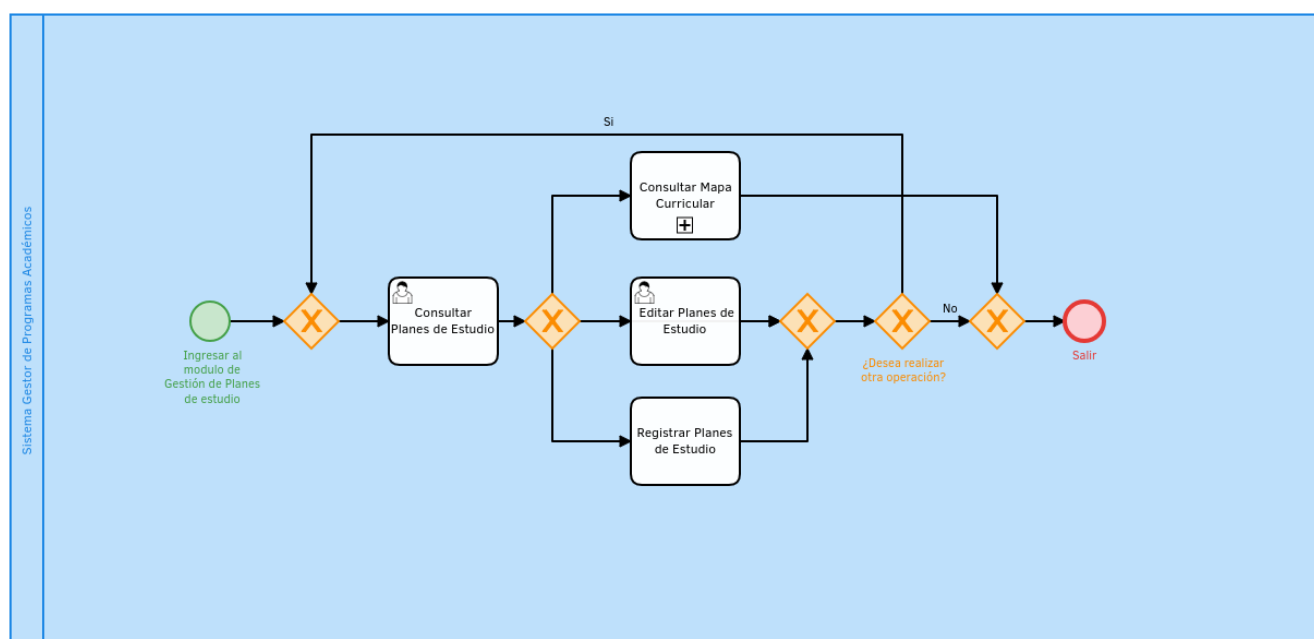 Sistema Gestor de Programas Académicos
Si
Consultar Mapa
Curricular
Consultar
Planes de Estudio
Editar Planes de
Estudio
No
Ingresar al
modulo de
Gestión de Planes
de estudio
¿Desea realizar
otra operación?
Salir
Registrar Planes
de Estudio